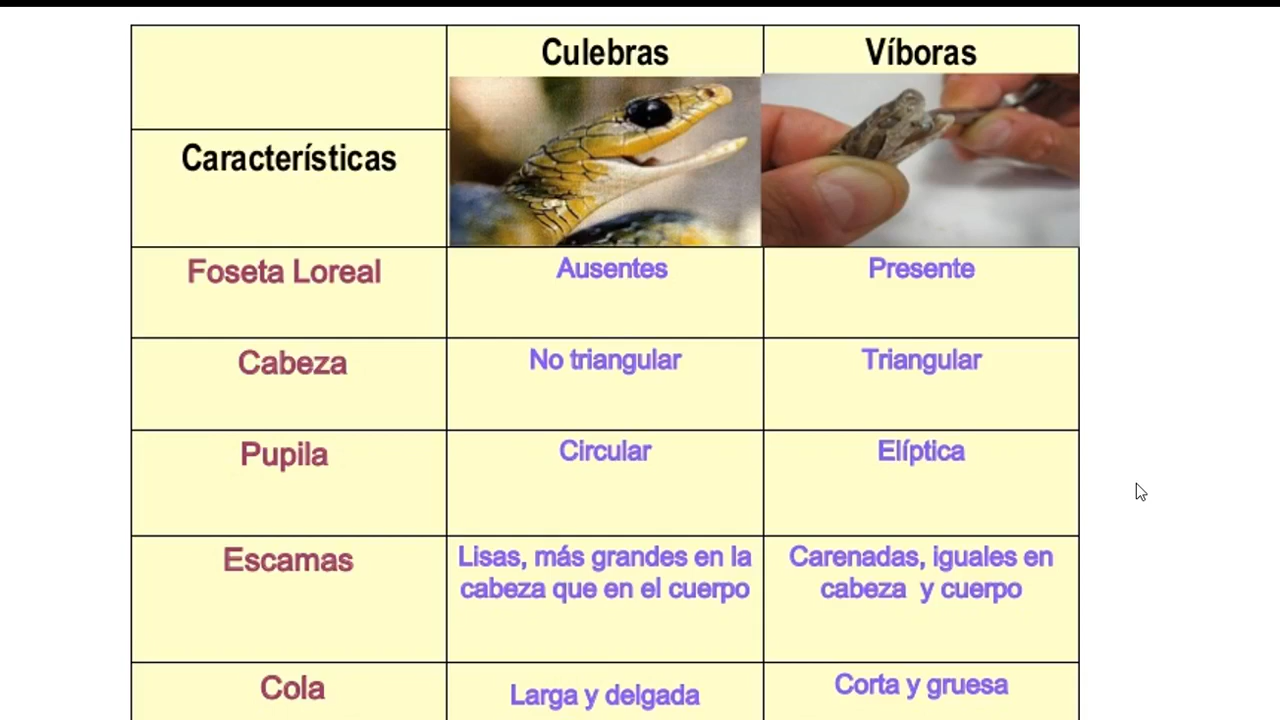 Culebras
Víboras
Características
Foseta Loreal
Ausentes
Presente
Cabeza
No triangular
Triangular
Pupila
Circular
Elíptica
Escamas
Lisas, más grandes en la
cabeza que en el cuerpo
Carenadas, iguales en
cabeza y cuerpo
Cola
Larga y delgada
Corta y gruesa